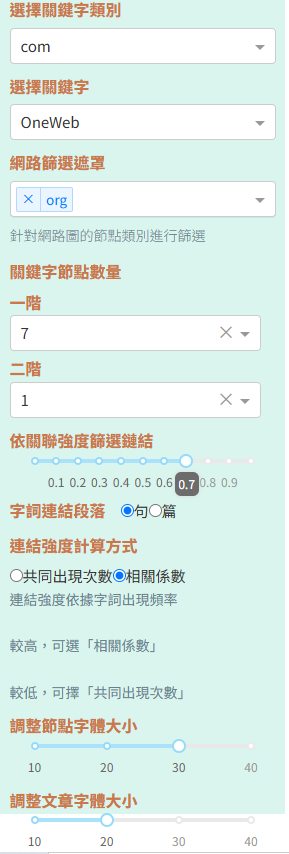 選擇關鍵字類別
com
選擇關鍵字
OneWeb
網路篩選遮罩
× org
針對網路圖的節點類別進行篩選
關鍵字節點數量
一階
7
二階
1
依關聯強度篩選鏈結
0.1 0.2 0.3 0.4 0.5 0.6 0.7 0.8 0.9
字詞連結段落 句 篇
連結強度計算方式
共同出現次數 相關係數
連結強度依據字詞出現頻率
較高，可選「相關係數」
較低，可擇「共同出現次數」
調整節點字體大小
10 20 30 40
調整文章字體大小
10 20 30 40